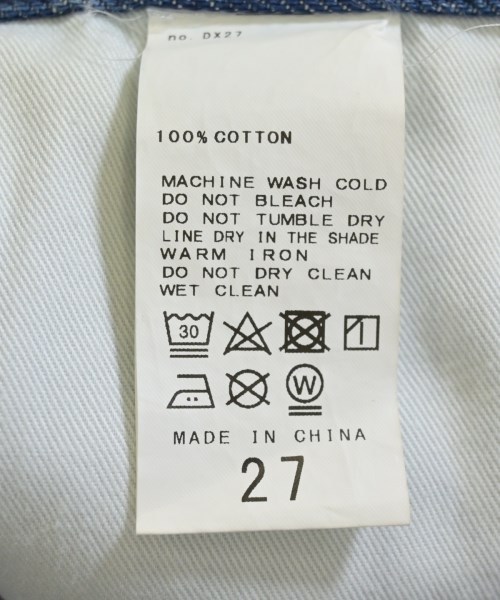 no. DX27
100% COTTON
MACHINE WASH COLD
DO NOT BLEACH
DO NOT TUMBLE DRY
LINE DRY IN THE SHADE
WARM IRON
DO NOT DRY CLEAN
WET CLEAN
30
W
MADE IN CHINA
27